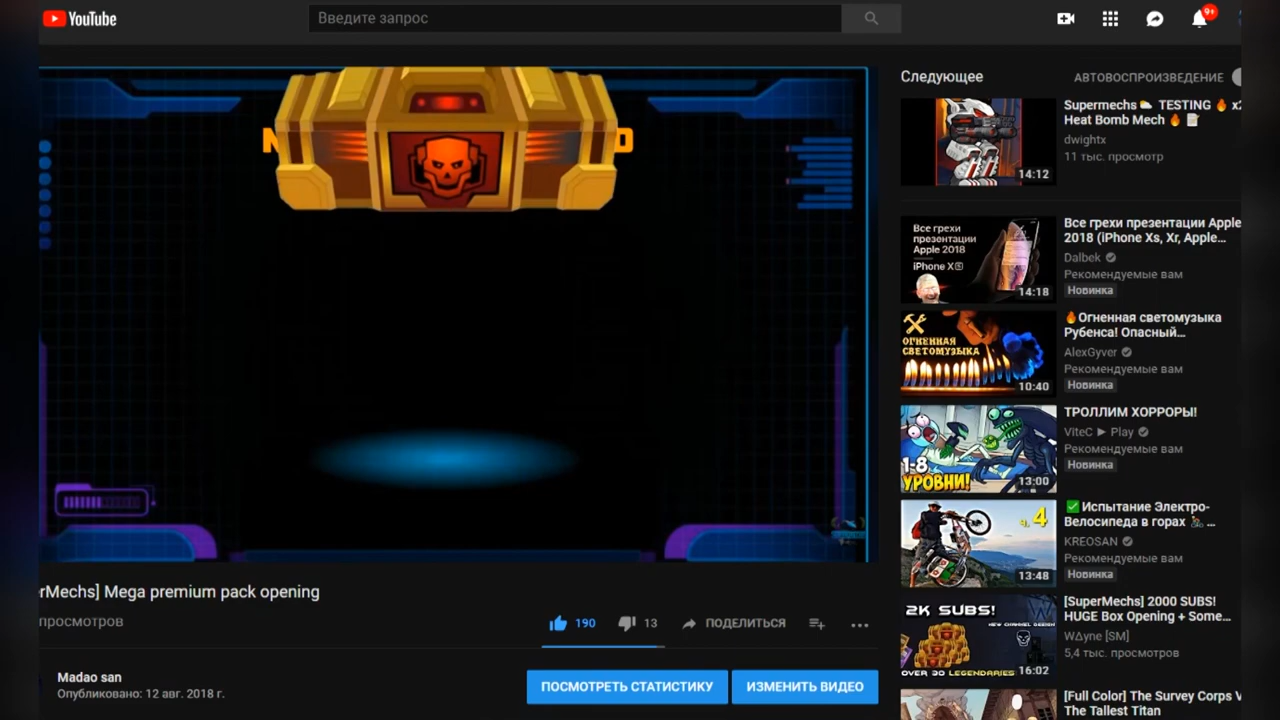 YouTube
Введите запрос
9+
Следующее
АВТОВОСПРОИЗВЕДЕНИЕ
Supermechs ⛅ TESTING 🔥 x2
Heat Bomb Mech 🔥 📝
dwightx
11 тыс. просмотр
14:12
Все грехи
презентации
Apple 2018
iPhone X🅂
14:18
Все грехи презентации Apple
2018 (iPhone Xs, Xr, Apple...
Dalbek
Рекомендуемые вам
Новинка
ОГНЕННАЯ
СВЕТОМУЗЫКА
10:40
🔥Огненная светомузыка
Рубенса! Опасный...
AlexGyver
Рекомендуемые вам
Новинка
1-8
УРОВНИ!
13:00
ТРОЛЛИМ ХОРРОРЫ!
ViteC ► Play
Рекомендуемые вам
Новинка
ч. 4
13:48
✅Испытание Электро-
Велосипеда в горах 🚴 ...
KREOSAN
Рекомендуемые вам
Новинка
2K SUBS!
NEW CHANNEL DESIGN
OVER 30 LEGENDARIES
16:02
[SuperMechs] 2000 SUBS!
HUGE Box Opening + Some...
W∆yne [SM]
5,4 тыс. просмотров
[Full Color] The Survey Corps V
The Tallest Titan
erMechs] Mega premium pack opening
просмотров
190
13
ПОДЕЛИТЬСЯ
Madao san
Опубликовано: 12 авг. 2018 г.
ПОСМОТРЕТЬ СТАТИСТИКУ
ИЗМЕНИТЬ ВИДЕО